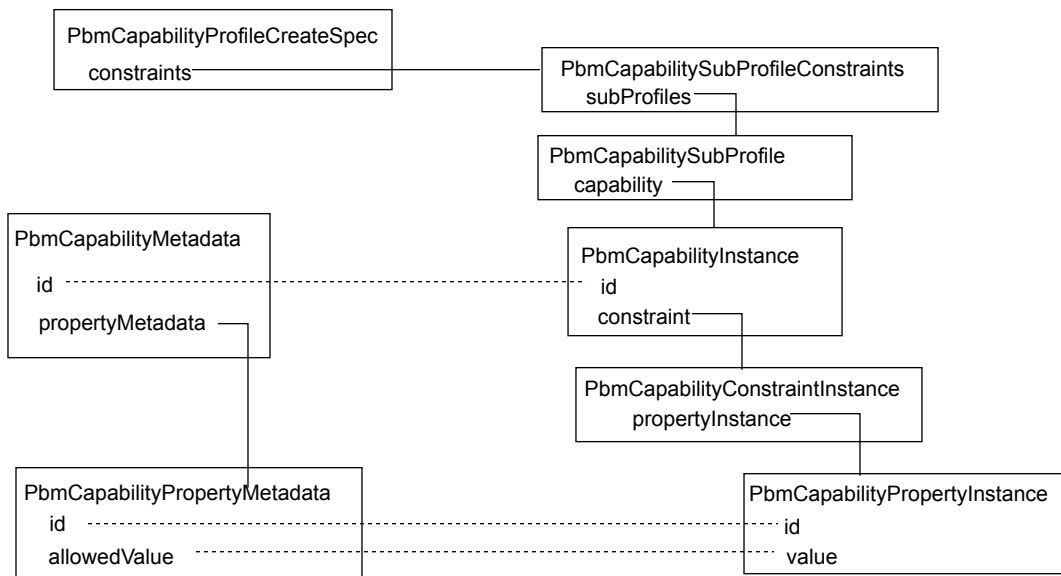 PbmCapabilityProfileCreateSpec
constraints
PbmCapabilitySubProfileConstraints
subProfiles
PbmCapabilitySubProfile
capability
PbmCapabilityMetadata
id
propertyMetadata
PbmCapabilityInstance
id
constraint
PbmCapabilityConstraintInstance
propertyInstance
PbmCapabilityPropertyMetadata
id
allowedValue
PbmCapabilityPropertyInstance
id
value